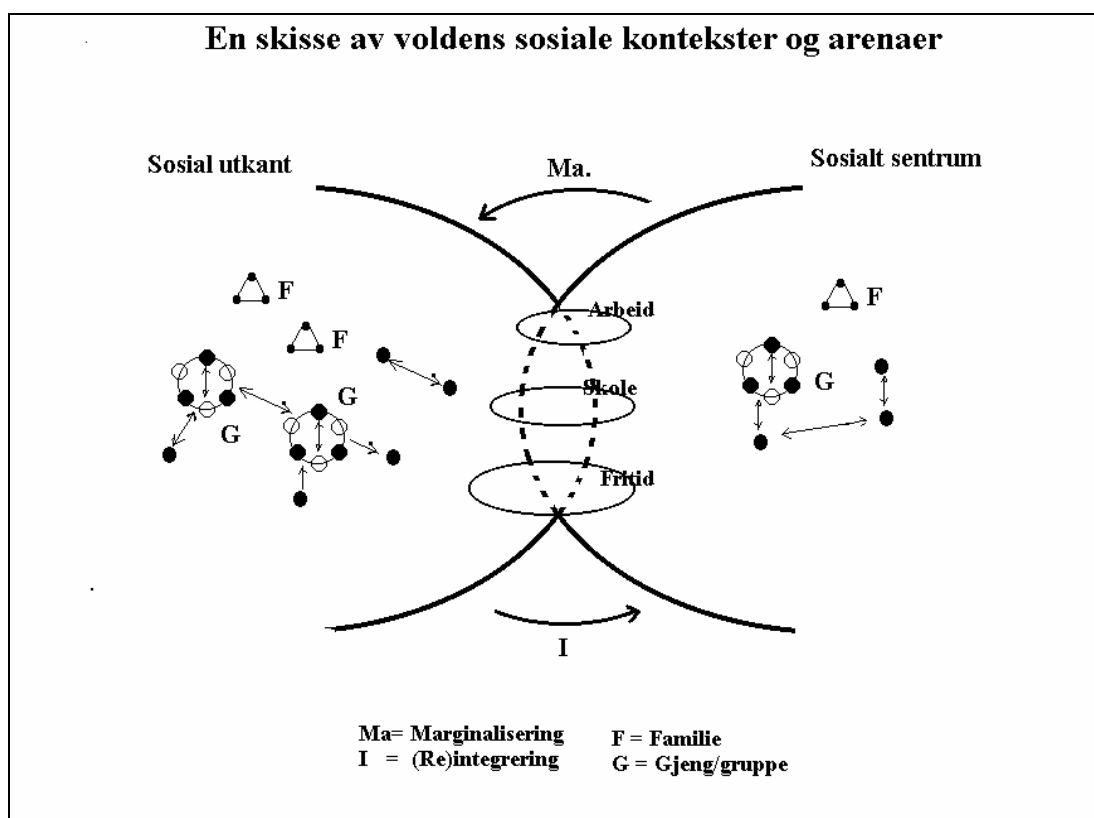 En skisse av voldens sosiale kontekster og arenaer
Sosial utkant
Ma.
Sosialt sentrum
F
F
Arbeid
F
G
Skole
G
G
Fritid
I
Ma= Marginalisering
I = (Re)integrering
F = Familie
G = Gjeng/gruppe